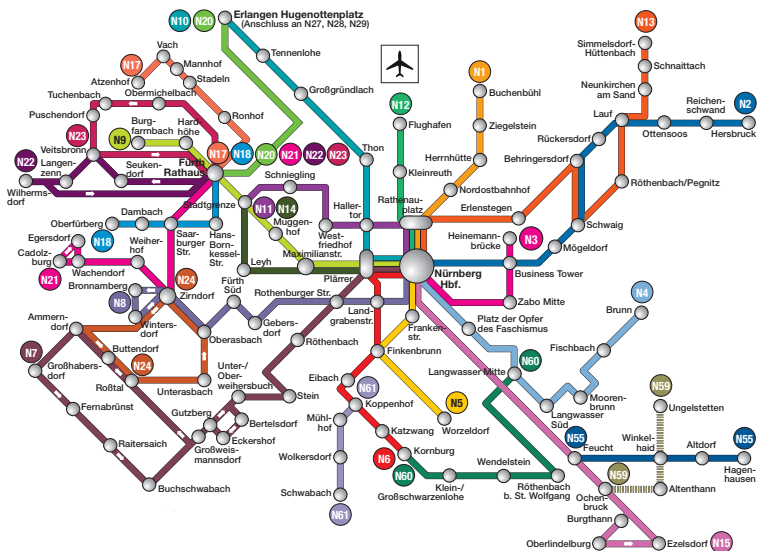 N10
N20
Erlangen Hugenottenplatz
(Anschluss an N27, N28, N29)
Tennenlohe
Großgründlach
N17
Vach
Mannhof
Stadeln
Atzenhof
Tuchenbach
Obermichelbach
Puschendorf
Ronhof
Burg-
farrnbach
Hard-
höhe
N9
N23
Veitsbronn
N22
Langen-
zenn
Seuken-
dorf
Wilherms-
dorf
Fürth
Rathaus
N17
N18
N20
N21
N22
N23
N12
Flughafen
Kleinreuth
Thon
N1
Buchenbühl
Ziegelstein
Herrnhütte
Nordostbahnhof
N13
Simmelsdorf-
Hüttenbach
Schnaittach
Neunkirchen
am Sand
Lauf
Reichen-
schwand
N2
Ottensoos
Hersbruck
Rückersdorf
Behringersdorf
Röthenbach/Pegnitz
Erlenstegen
Schwaig
Mögeldorf
Schniegling
Stadtgrenze
N11
N14
Muggen-
hof
West-
friedhof
Haller-
tor
Rathenau-
platz
Maximilianstr.
Leyh
Plärrer
Nürnberg
Hbf.
Heinemann-
brücke
N3
Business Tower
Zabo Mitte
Oberfürberg
Dambach
N18
Saar-
burger
Str.
Hans-
Born-
kessel-
Str.
Egersdorf
Cadolz-
burg
Weiher-
hof
N21
Wachendorf
Bronnamberg
N24
Zirndorf
N8
Winters-
dorf
Fürth
Süd
Rothenburger Str.
Gebers-
dorf
Oberasbach
Land-
grabenstr.
Franken-
str.
Platz der Opfer
des Faschismus
N4
Brunn
Fischbach
Ammern-
dorf
Buttendorf
N7
Großhabers-
dorf
Roßtal
N24
Unterasbach
Röthenbach
Finkenbrunn
N60
Langwasser Mitte
Mooren-
brunn
Langwasser
Süd
Unter-/
Ober-
weihersbuch
Stein
Eibach
N61
Koppenhof
N5
Worzeldorf
Fernabrünst
Gutzberg
Bertelsdorf
Eckershof
Raitersaich
Großweis-
mannsdorf
Buchschwabach
Mühl-
hof
Katzwang
N6
Kornburg
N60
Wolkersdorf
Schwabach
N61
Klein-/
Großschwarzenlohe
Wendelstein
Röthenbach
b. St. Wolfgang
N59
Ungelstetten
N55
Feucht
Winkel-
haid
Altdorf
N55
Hagen-
hausen
N59
Ochen-
bruck
Altenthann
Burgthann
Oberlindelburg
Ezelsdorf
N15